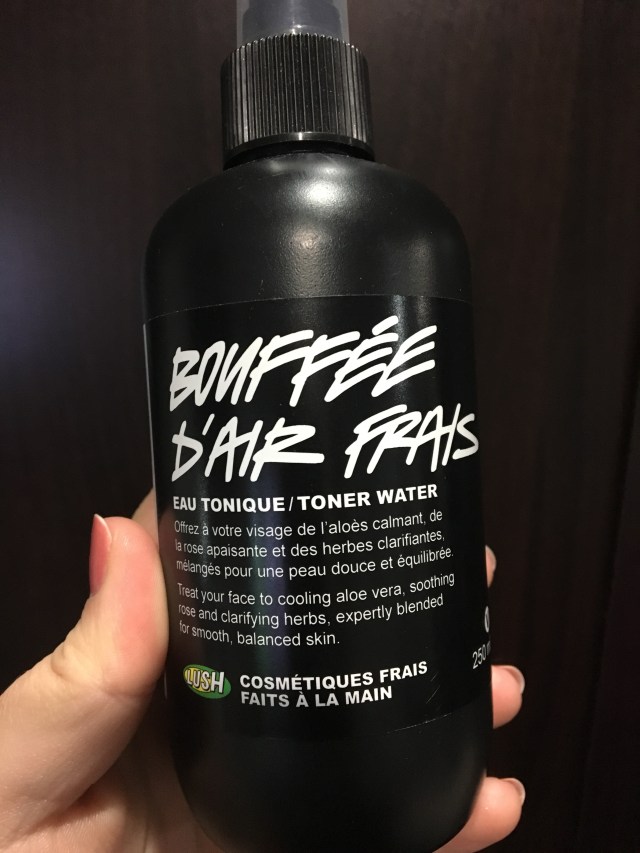 BOUFFÉE
D'AIR FRAIS
EAU TONIQUE / TONER WATER
Offrez à votre visage de l'aloès calmant, de
la rose apaisante et des herbes clarifiantes,
mélangés pour une peau douce et équilibrée.
Treat your face to cooling aloe vera, soothing
rose and clarifying herbs, expertly blended
for smooth, balanced skin.
250
LUSH
COSMÉTIQUES FRAIS
FAITS À LA MAIN